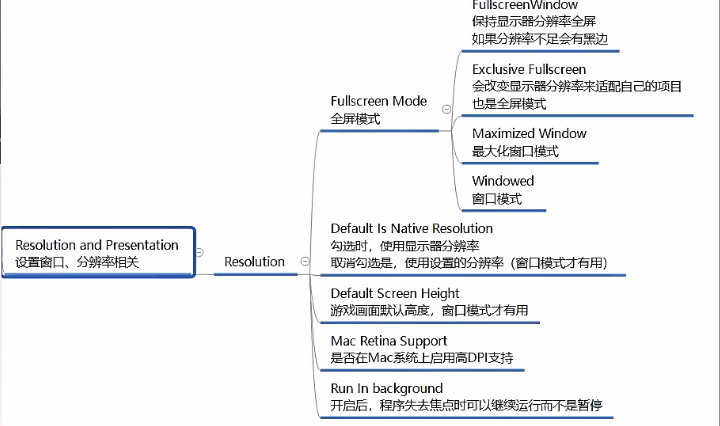 FullscreenWindow
保持显示器分辨率全屏
如果分辨率不足会有黑边
Exclusive Fullscreen
会改变显示器分辨率来适配自己的项目
也是全屏模式
Fullscreen Mode
全屏模式
Maximized Window
最大化窗口模式
Windowed
窗口模式
Resolution and Presentation
设置窗口、分辨率相关
Resolution
Default Is Native Resolution
勾选时，使用显示器分辨率
取消勾选是，使用设置的分辨率（窗口模式才有用）
Default Screen Height
游戏画面默认高度，窗口模式才有用
Mac Retina Support
是否在Mac系统上启用高DPI支持
Run In background
开启后，程序失去焦点时可以继续运行而不是暂停